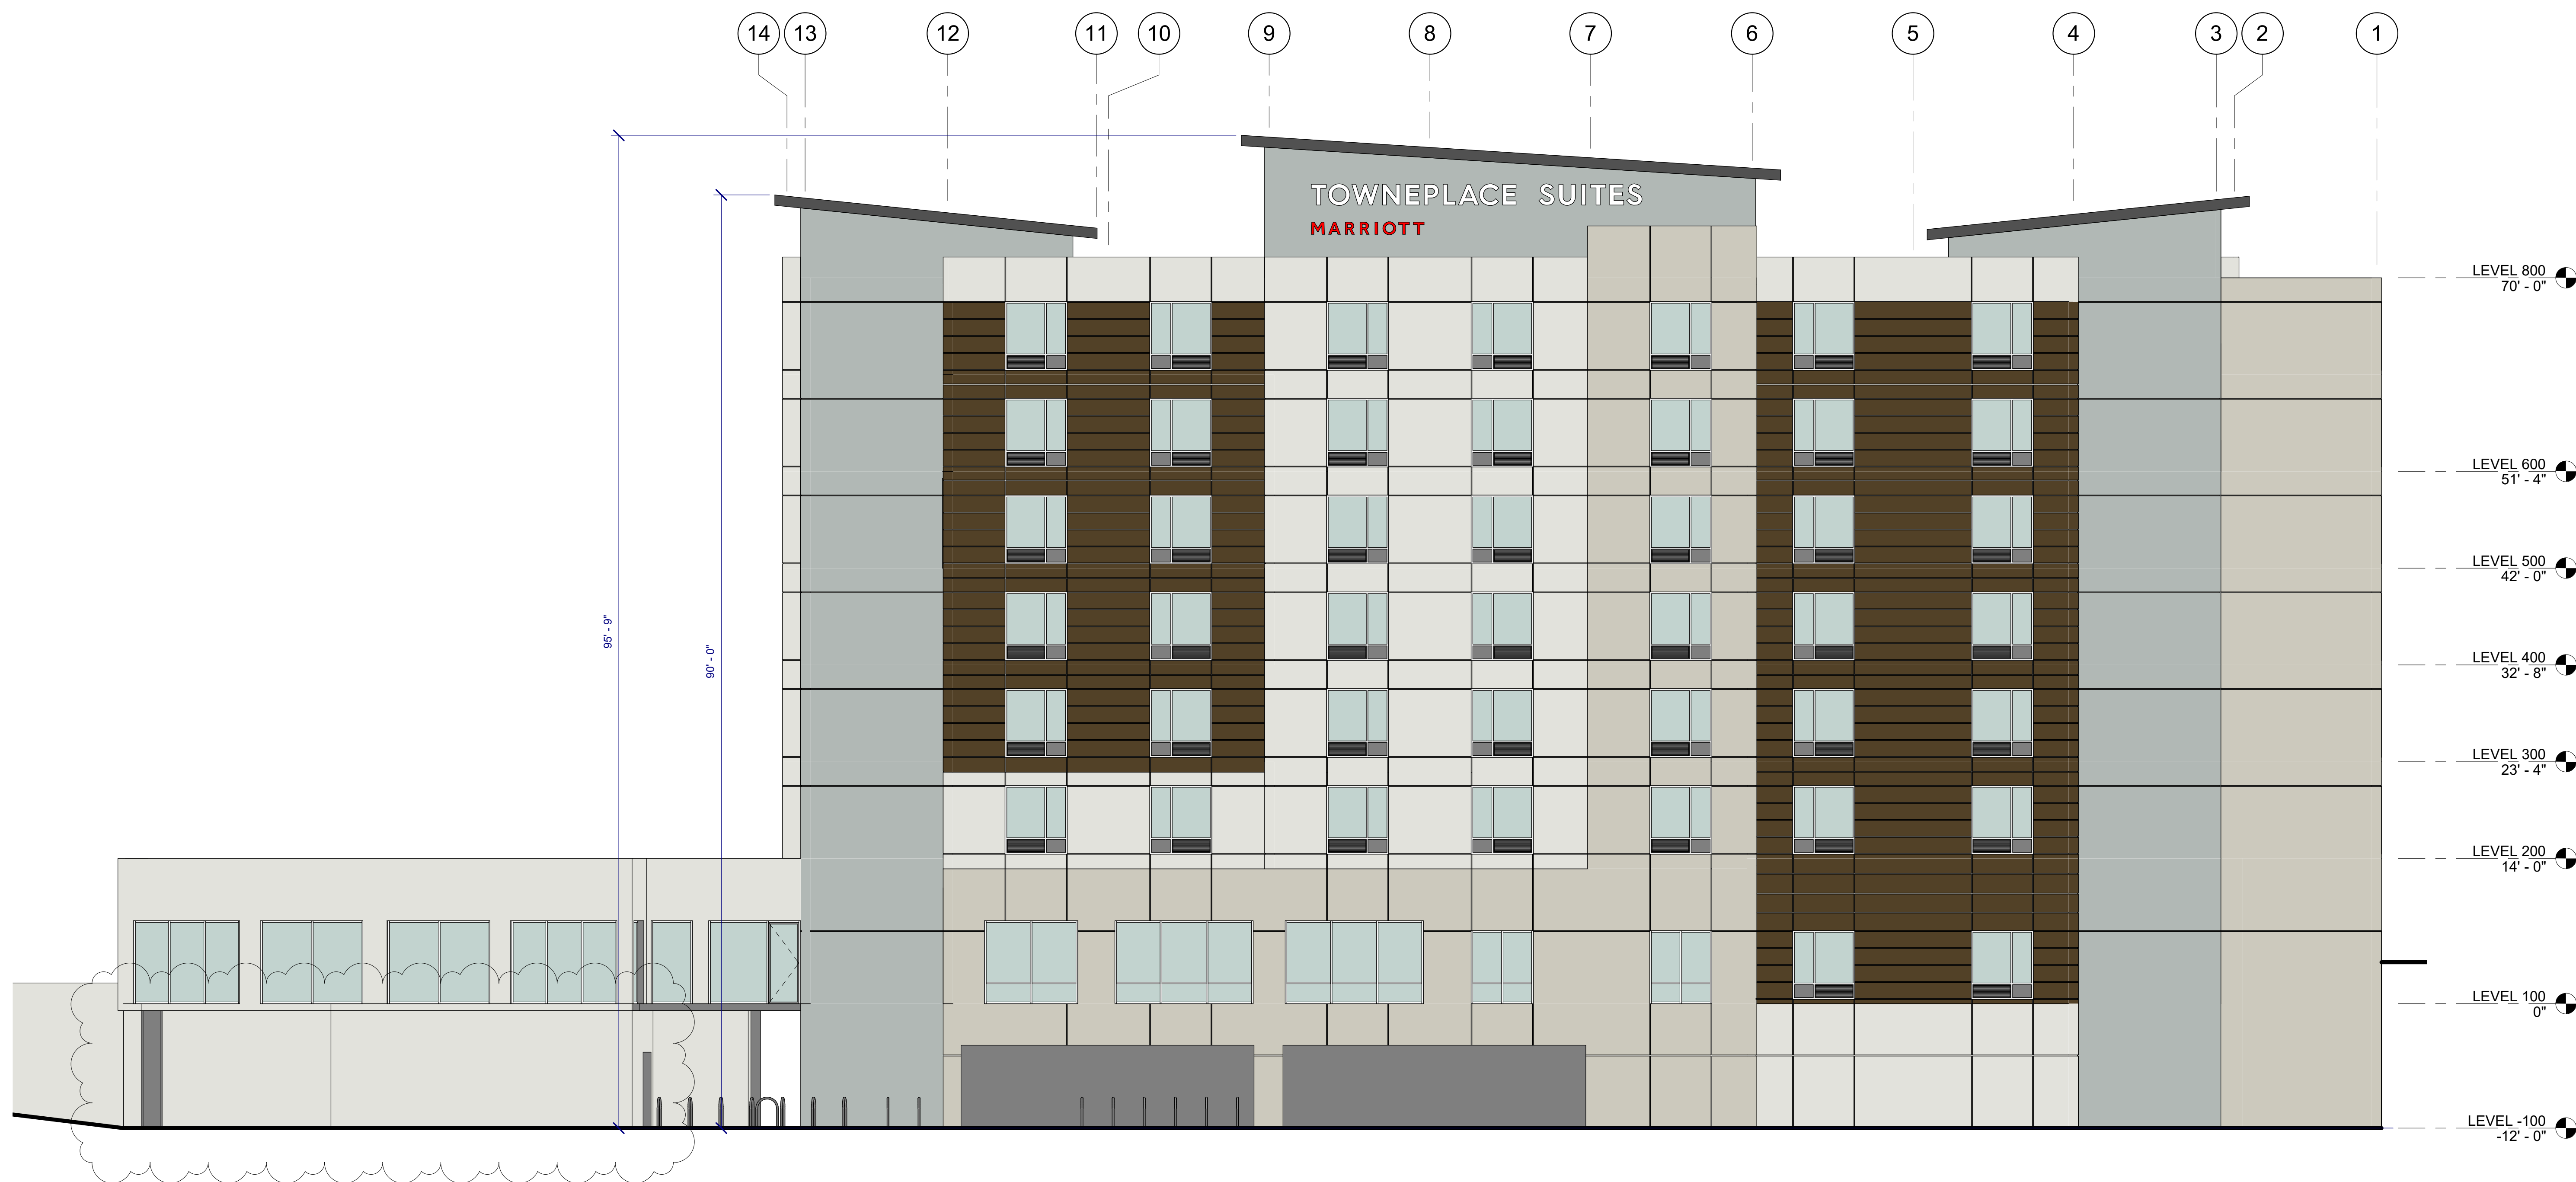 14 13 12 11 10 9 8 7 6 5 4 3 2 1
TOWNEPLACE SUITES
MARRIOTT
LEVEL 800
70' - 0"
LEVEL 600
51' - 4"
LEVEL 500
42' - 0"
95' - 9"
90' - 0"
LEVEL 400
32' - 8"
LEVEL 300
23' - 4"
LEVEL 200
14' - 0"
LEVEL 100
0"
LEVEL -100
-12' - 0"